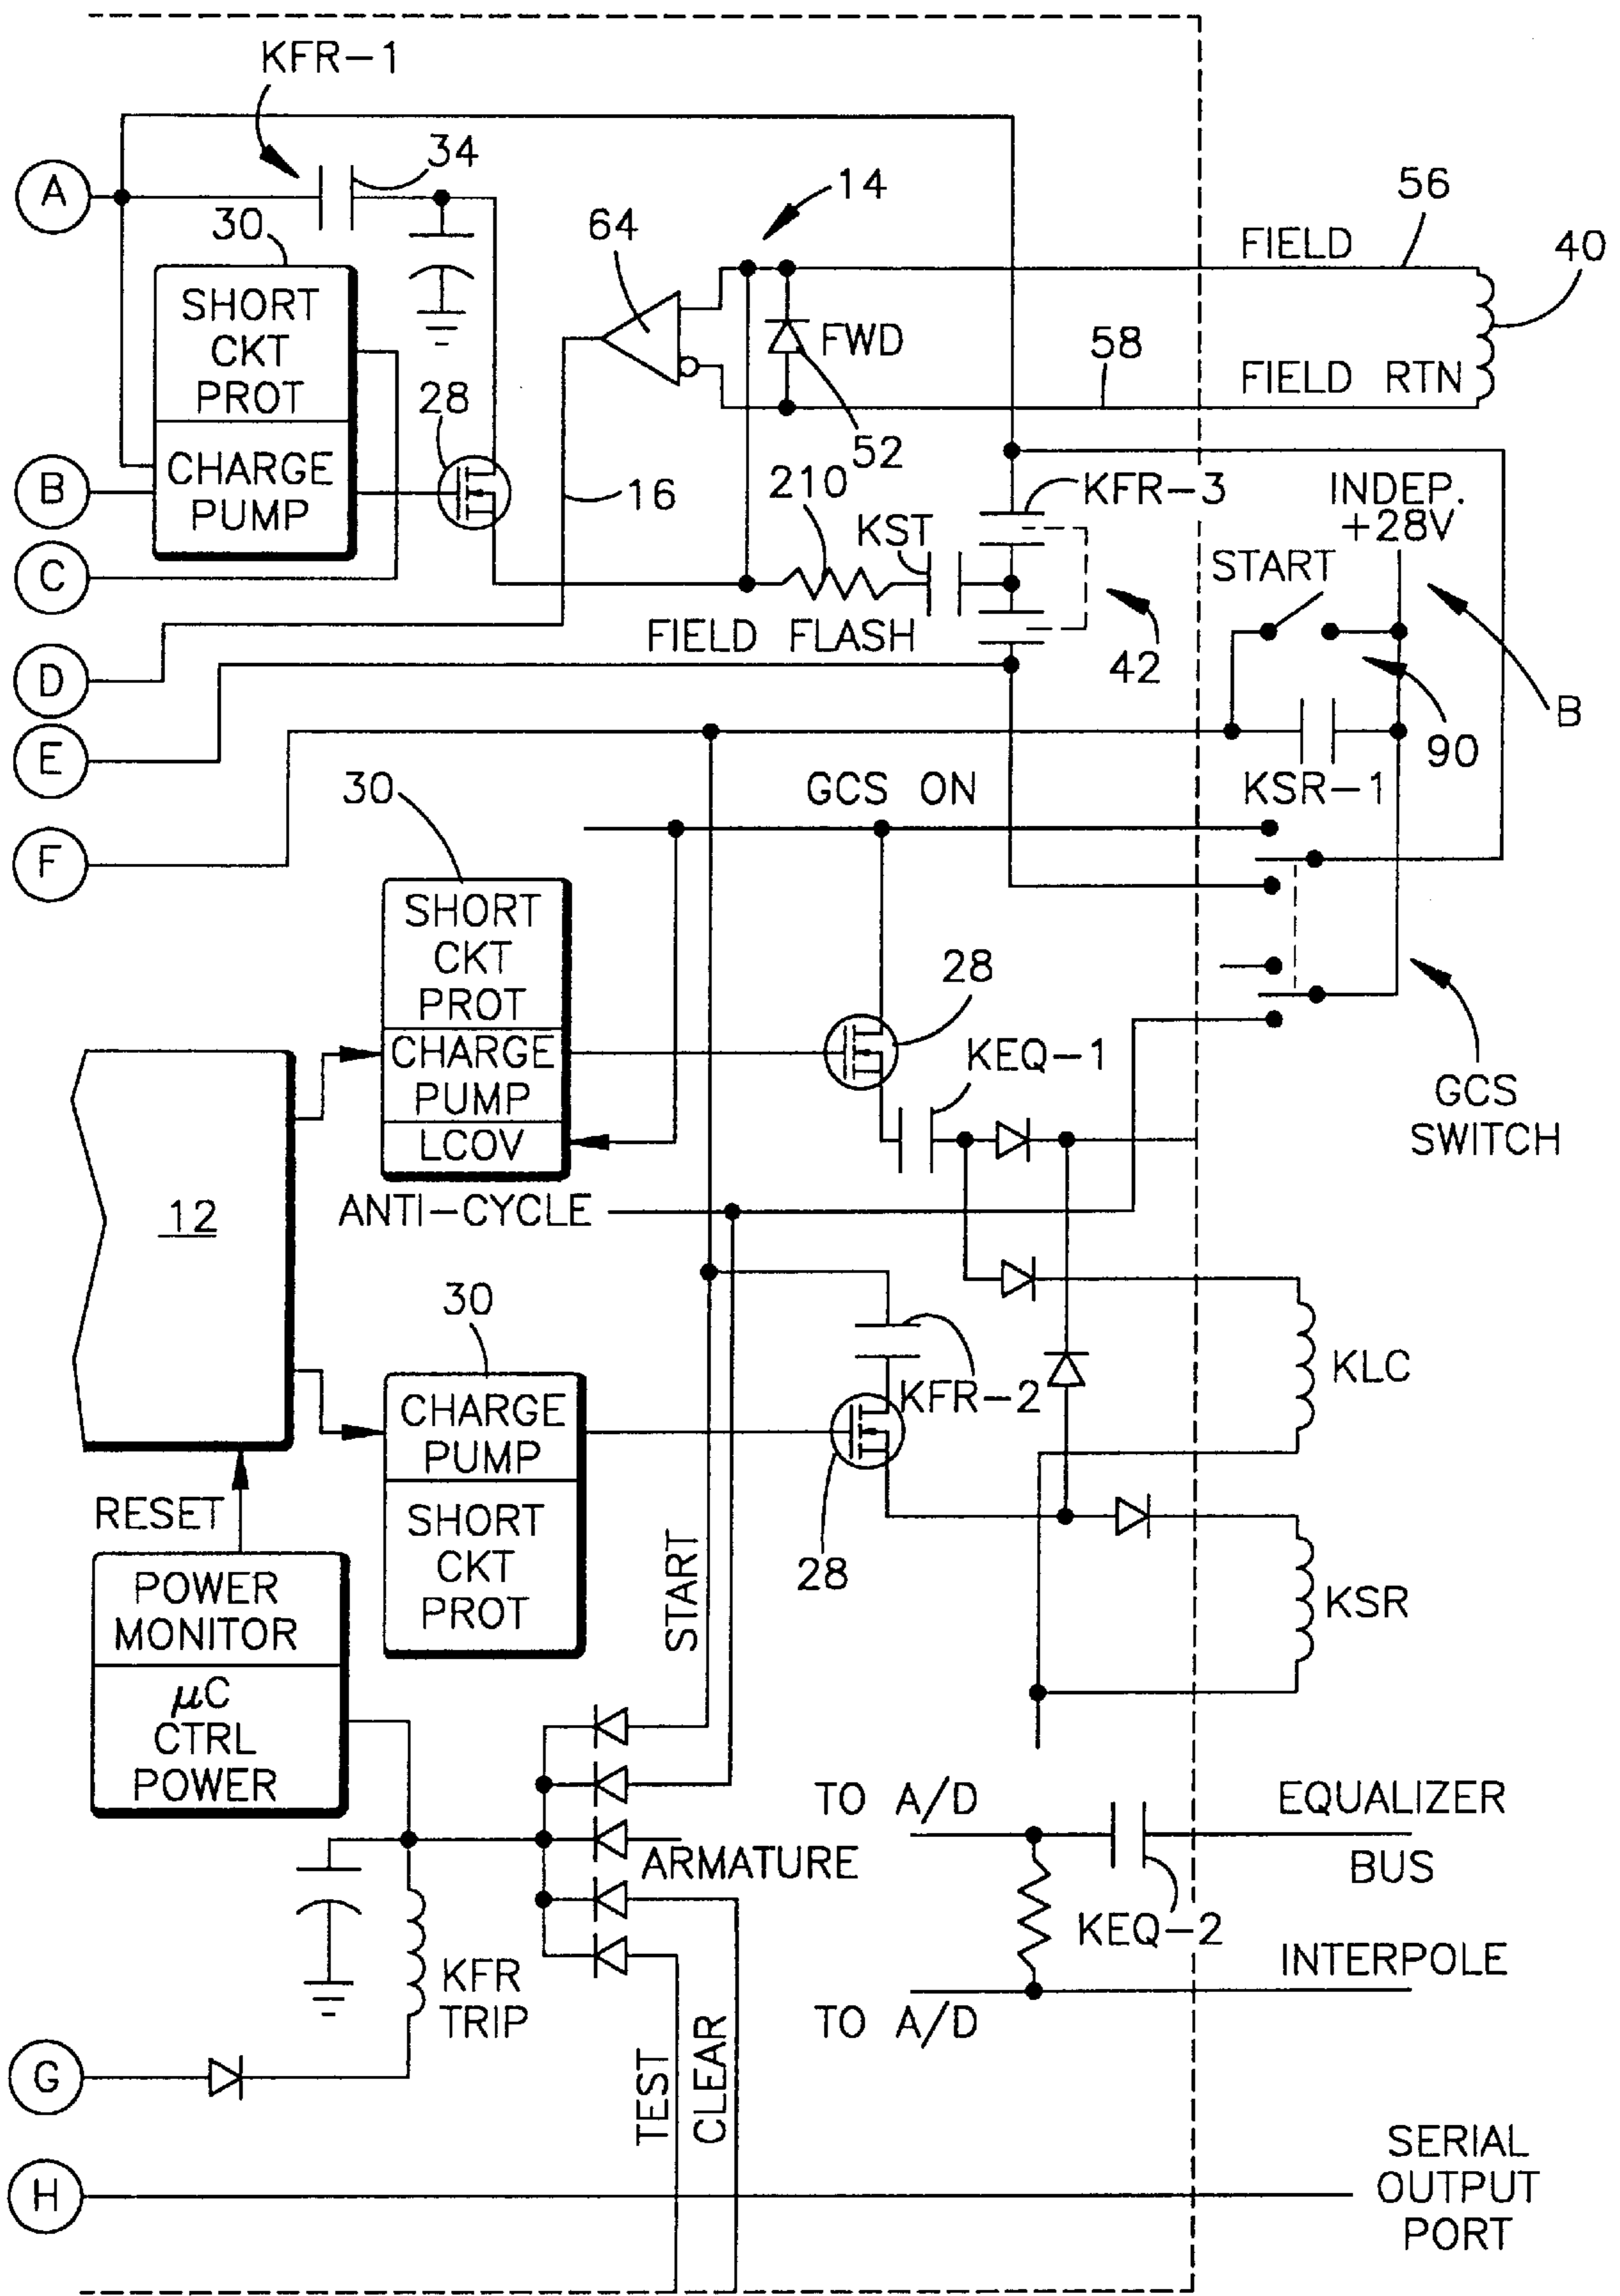 KFR-1
34
A
30
14
56
64
FIELD
40
SHORT
CKT
PROT
FWD
58
FIELD RTN
28
52
CHARGE
PUMP
B
16
210
KFR-3
INDEP.
+28V
KST
C
START
FIELD FLASH
42
D
B
E
90
30
GCS ON
KSR-1
F
SHORT
CKT
PROT
28
CHARGE
PUMP
KEQ-1
GCS
SWITCH
LCOV
12
ANTI-CYCLE
30
KLC
KFR-2
CHARGE
PUMP
RESET
SHORT
CKT
PROT
START
28
POWER
MONITOR
KSR
µC
CTRL
POWER
TO A/D
EQUALIZER
BUS
ARMATURE
KEQ-2
KFR
TRIP
INTERPOLE
TO A/D
G
TEST
CLEAR
H
SERIAL
OUTPUT
PORT